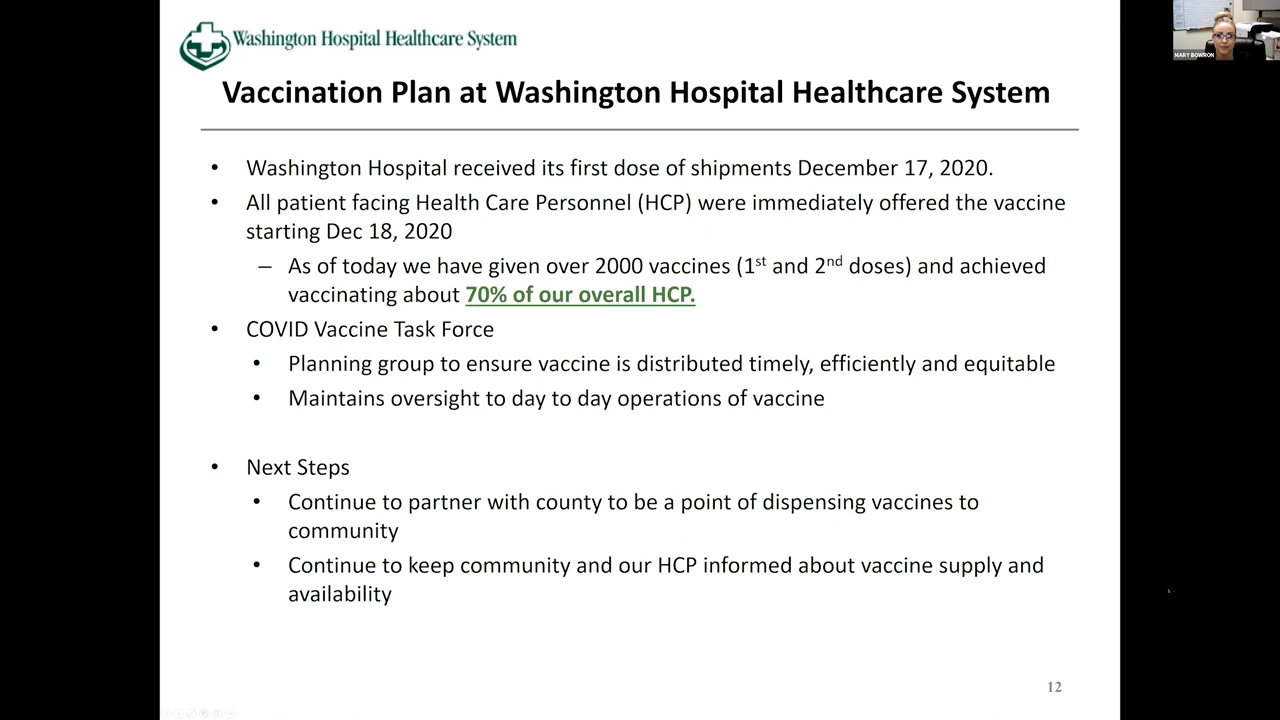 Washington Hospital Healthcare System
MARY BOWRON
Vaccination Plan at Washington Hospital Healthcare System
• Washington Hospital received its first dose of shipments December 17, 2020.
• All patient facing Health Care Personnel (HCP) were immediately offered the vaccine
starting Dec 18, 2020
– As of today we have given over 2000 vaccines (1st and 2nd doses) and achieved
vaccinating about 70% of our overall HCP.
• COVID Vaccine Task Force
• Planning group to ensure vaccine is distributed timely, efficiently and equitable
• Maintains oversight to day to day operations of vaccine
• Next Steps
• Continue to partner with county to be a point of dispensing vaccines to
community
• Continue to keep community and our HCP informed about vaccine supply and
availability
12